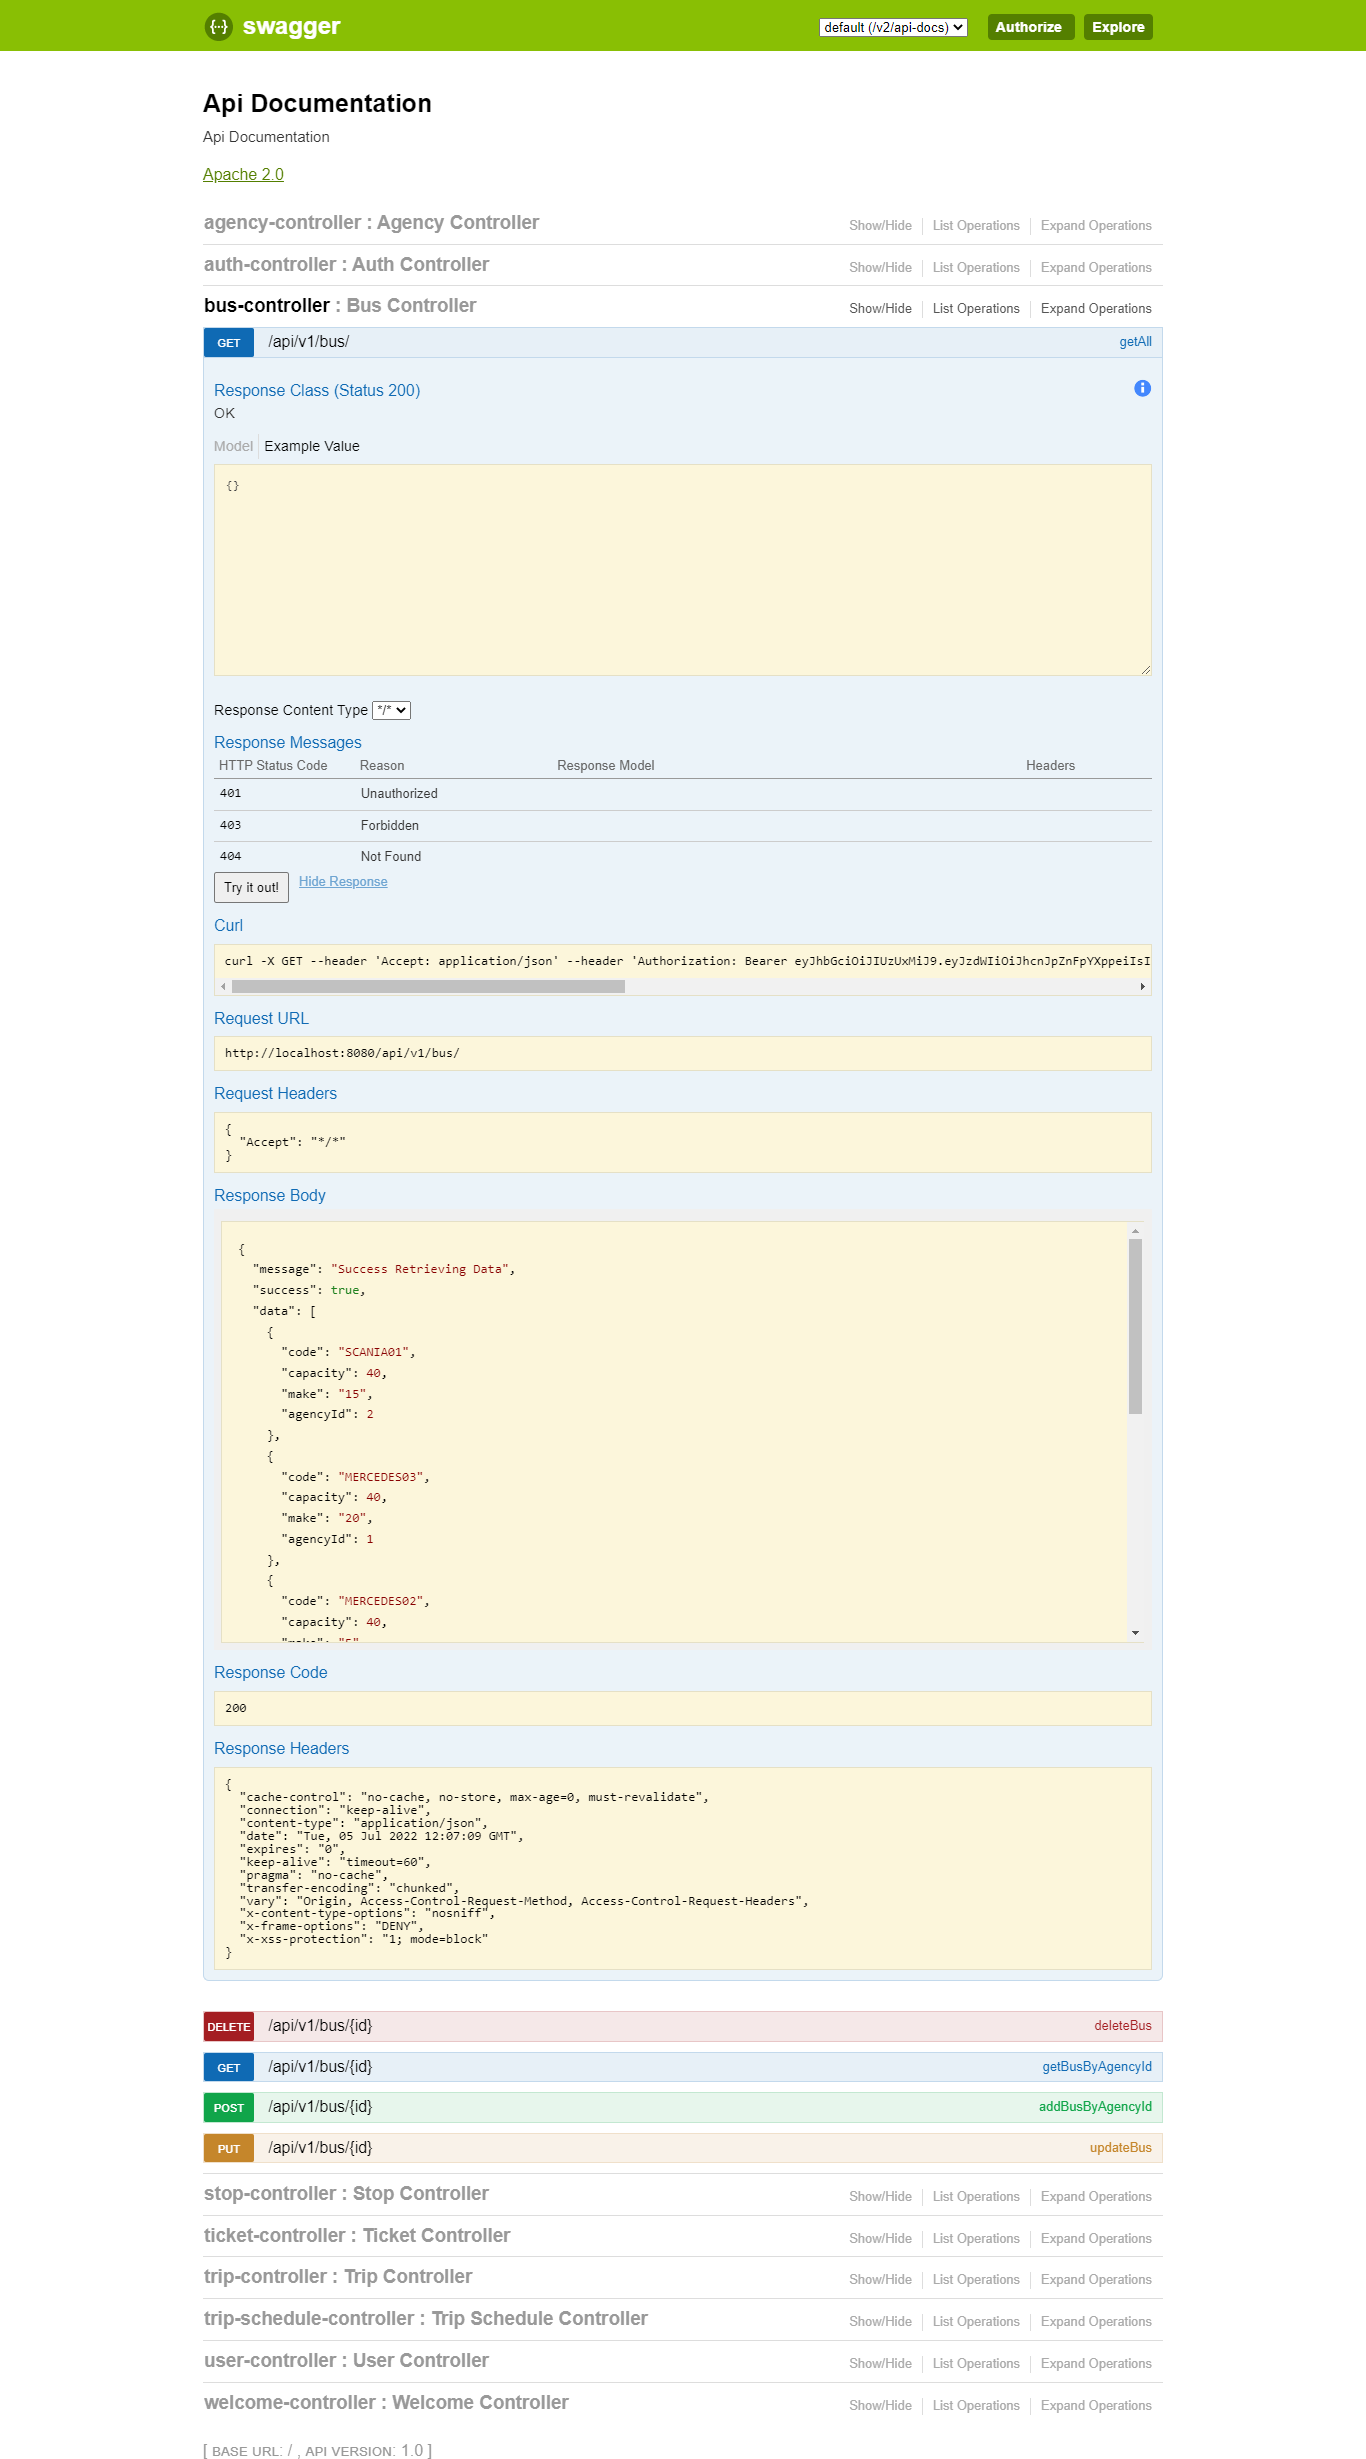 swagger
default (/v2/api-docs)
Authorize
Explore
Api Documentation
Api Documentation
Apache 2.0
agency-controller : Agency Controller
Show/Hide
List Operations
Expand Operations
auth-controller : Auth Controller
Show/Hide
List Operations
Expand Operations
bus-controller : Bus Controller
Show/Hide
List Operations
Expand Operations
GET /api/v1/bus/ getAll
Response Class (Status 200)
OK
Model Example Value
{}
Response Content Type */*
Response Messages
HTTP Status Code Reason Response Model Headers
401 Unauthorized
403 Forbidden
404 Not Found
Try it out! Hide Response
Curl
curl -X GET --header 'Accept: application/json' --header 'Authorization: Bearer eyJhbGciOiJIUzUxMiJ9.eyJzdWIiOiJhcnJpZnFpYXppeiIsI
Request URL
http://localhost:8080/api/v1/bus/
Request Headers
{
"Accept": "*/*"
}
Response Body
{
"message": "Success Retrieving Data",
"success": true,
"data": [
{
"code": "SCANIA01",
"capacity": 40,
"make": "15",
"agencyId": 2
},
{
"code": "MERCEDES03",
"capacity": 40,
"make": "20",
"agencyId": 1
},
{
"code": "MERCEDES02",
"capacity": 40,
"make": "5"
Response Code
200
Response Headers
{
"cache-control": "no-cache, no-store, max-age=0, must-revalidate",
"connection": "keep-alive",
"content-type": "application/json",
"date": "Tue, 05 Jul 2022 12:07:09 GMT",
"expires": "0",
"keep-alive": "timeout=60",
"pragma": "no-cache",
"transfer-encoding": "chunked",
"vary": "Origin, Access-Control-Request-Method, Access-Control-Request-Headers",
"x-content-type-options": "nosniff",
"x-frame-options": "DENY",
"x-xss-protection": "1; mode=block"
}
DELETE /api/v1/bus/{id} deleteBus
GET /api/v1/bus/{id} getBusByAgencyId
POST /api/v1/bus/{id} addBusByAgencyId
PUT /api/v1/bus/{id} updateBus
stop-controller : Stop Controller
Show/Hide
List Operations
Expand Operations
ticket-controller : Ticket Controller
Show/Hide
List Operations
Expand Operations
trip-controller : Trip Controller
Show/Hide
List Operations
Expand Operations
trip-schedule-controller : Trip Schedule Controller
Show/Hide
List Operations
Expand Operations
user-controller : User Controller
Show/Hide
List Operations
Expand Operations
welcome-controller : Welcome Controller
Show/Hide
List Operations
Expand Operations
[ BASE URL: / , API VERSION: 1.0 ]